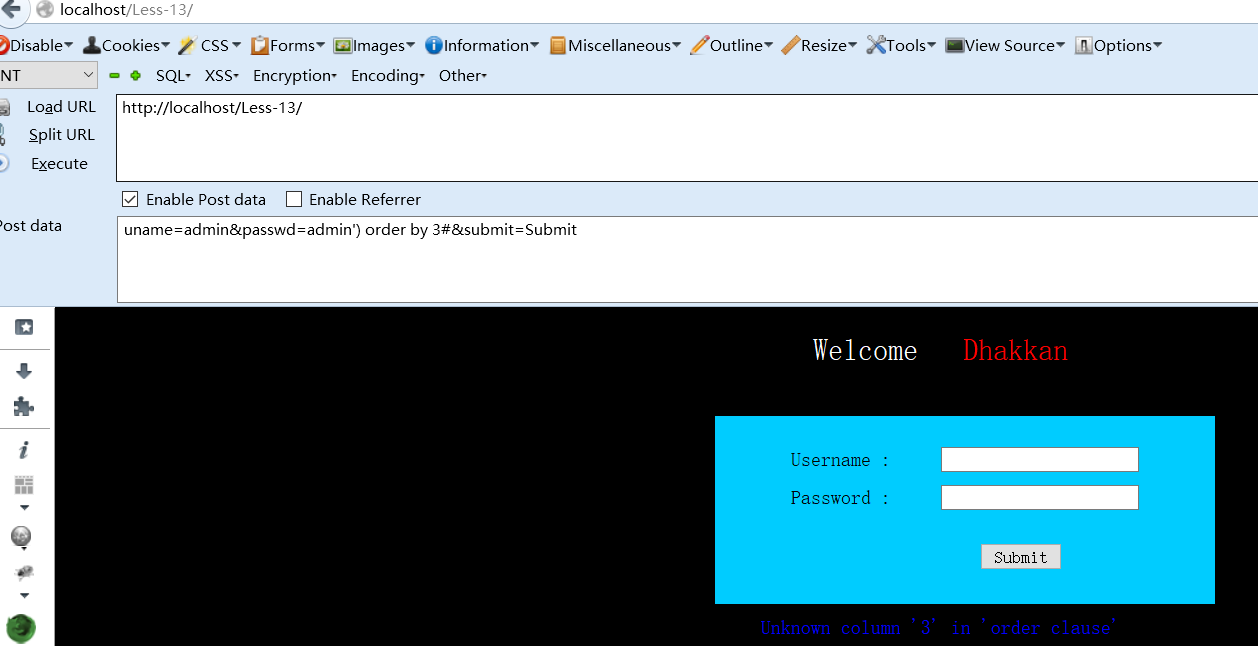 localhost/Less-13/
Disable Cookies CSS Forms Images Information Miscellaneous Outline Resize Tools View Source Options
NT SQL XSS Encryption Encoding Other
Load URL
http://localhost/Less-13/
Split URL
Execute
Enable Post data Enable Referrer
Post data
uname=admin&passwd=admin') order by 3#&submit=Submit
Welcome Dhakkan
Username :
Password :
Submit
Unknown column '3' in 'order clause'